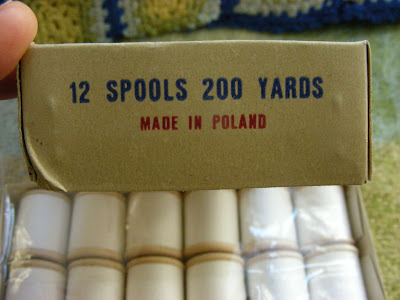 12 SPOOLS 200 YARDS
MADE IN POLAND